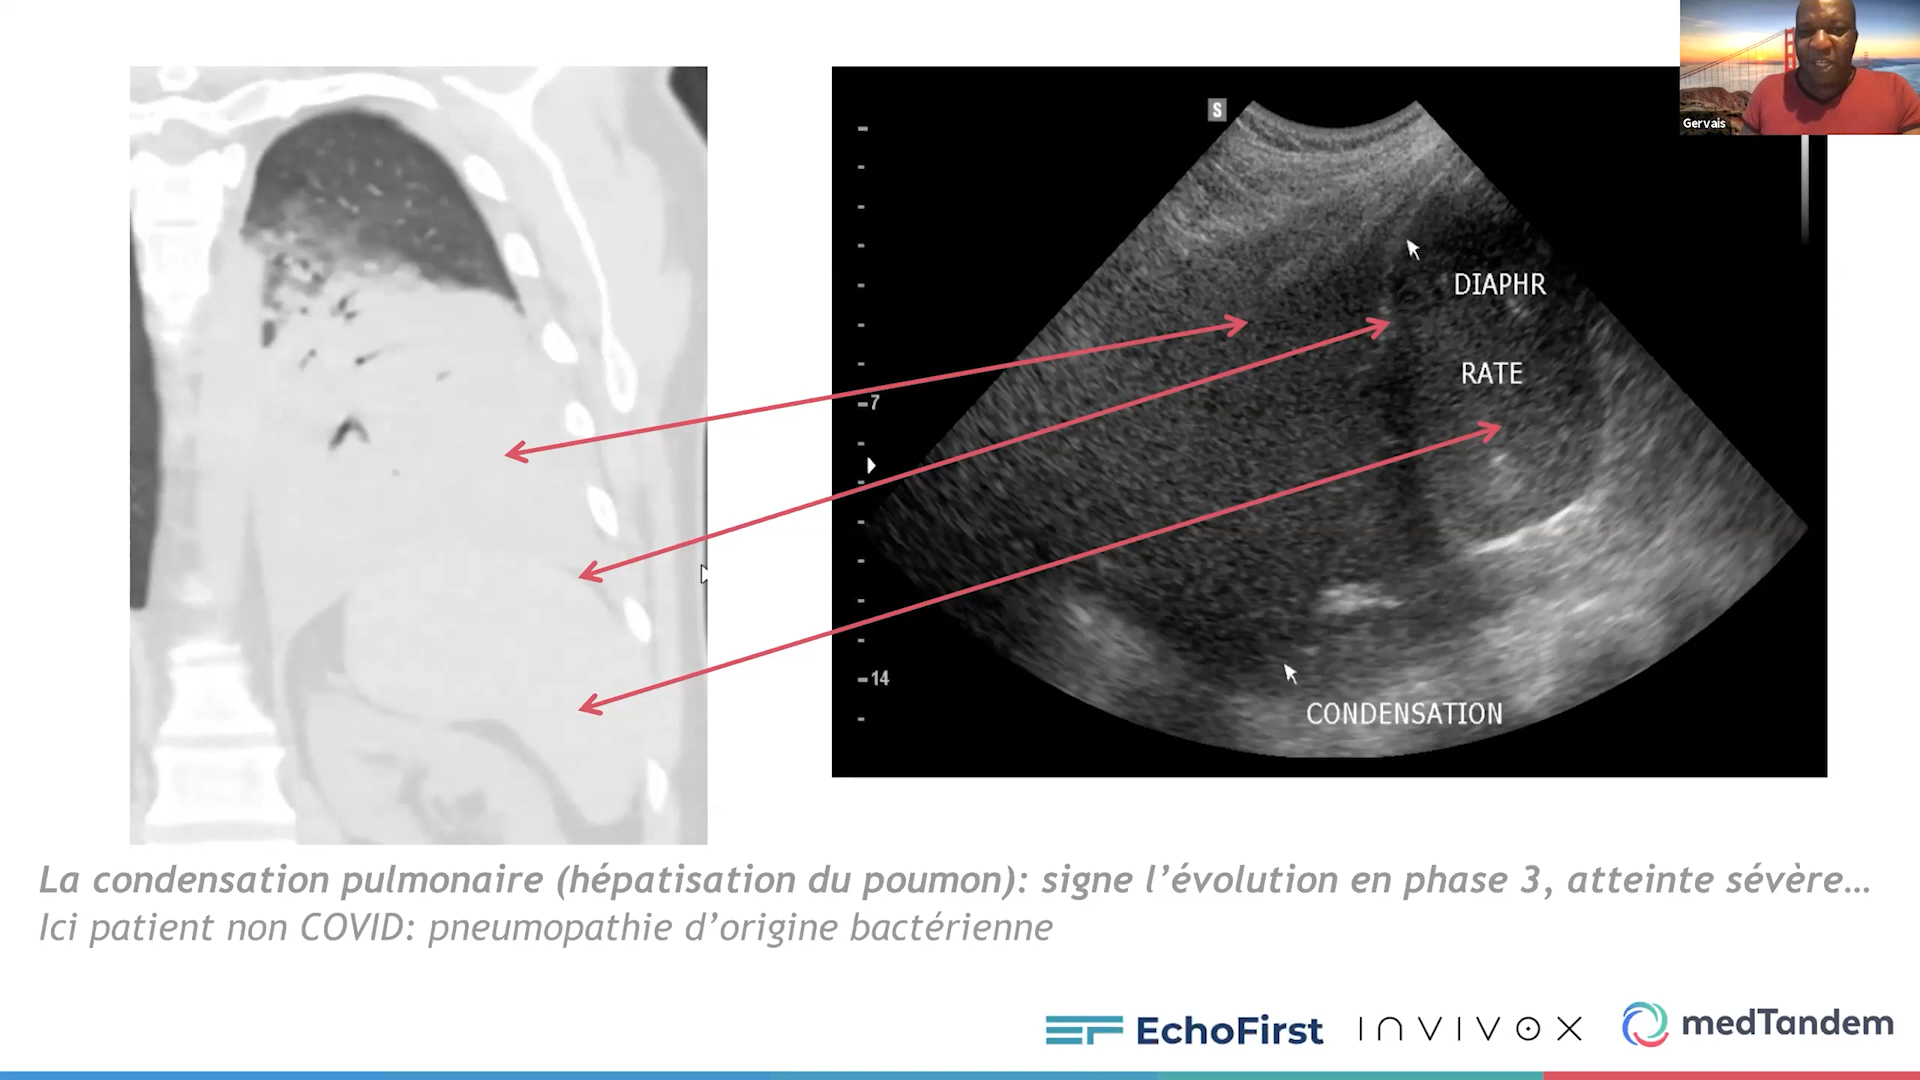 Gervais
S
DIAPHR
RATE
7
14
CONDENSATION
La condensation pulmonaire (hépatisation du poumon): signe l’évolution en phase 3, atteinte sévère…
Ici patient non COVID: pneumopathie d’origine bactérienne
EchoFirst
INVIVOX
medTandem